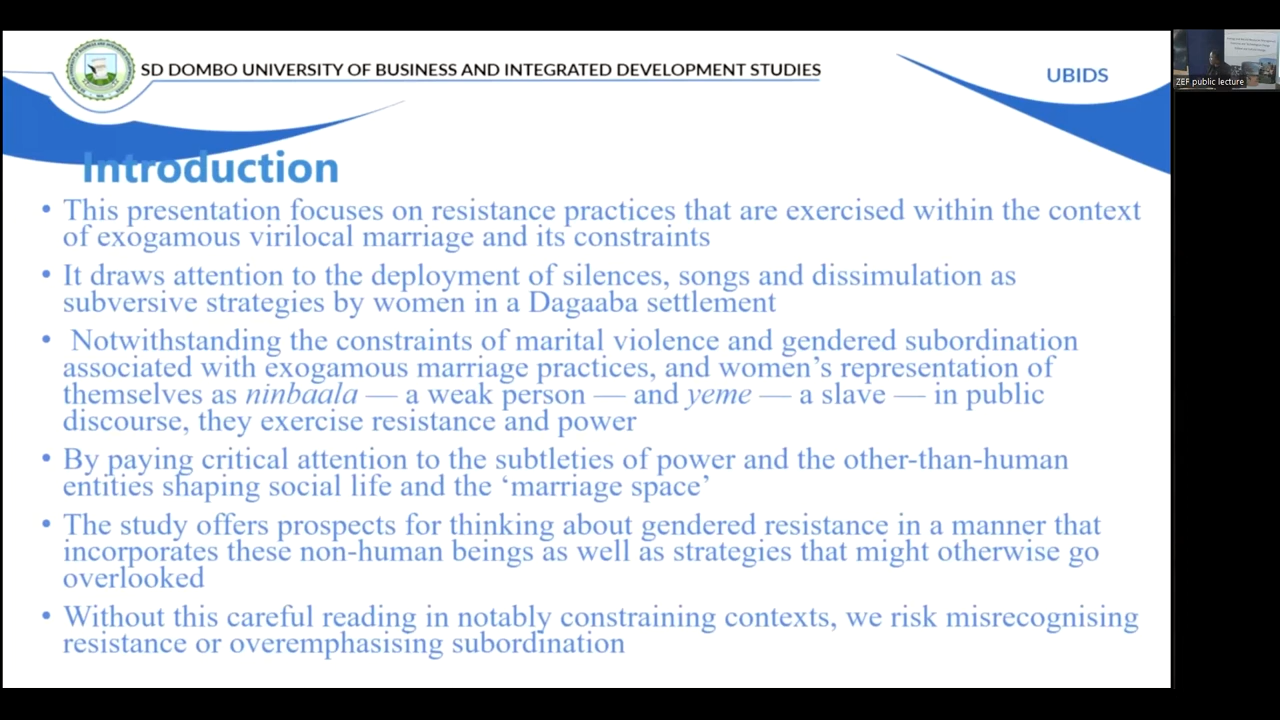 SD DOMBO UNIVERSITY OF BUSINESS AND INTEGRATED DEVELOPMENT STUDIES
UBIDS
ZEF public lecture
Introduction
• This presentation focuses on resistance practices that are exercised within the context
of exogamous virilocal marriage and its constraints
• It draws attention to the deployment of silences, songs and dissimulation as
subversive strategies by women in a Dagaaba settlement
• Notwithstanding the constraints of marital violence and gendered subordination
associated with exogamous marriage practices, and women’s representation of
themselves as ninbaala — a weak person — and yeme — a slave — in public
discourse, they exercise resistance and power
• By paying critical attention to the subtleties of power and the other-than-human
entities shaping social life and the ‘marriage space’
• The study offers prospects for thinking about gendered resistance in a manner that
incorporates these non-human beings as well as strategies that might otherwise go
overlooked
• Without this careful reading in notably constraining contexts, we risk misrecognising
resistance or overemphasising subordination